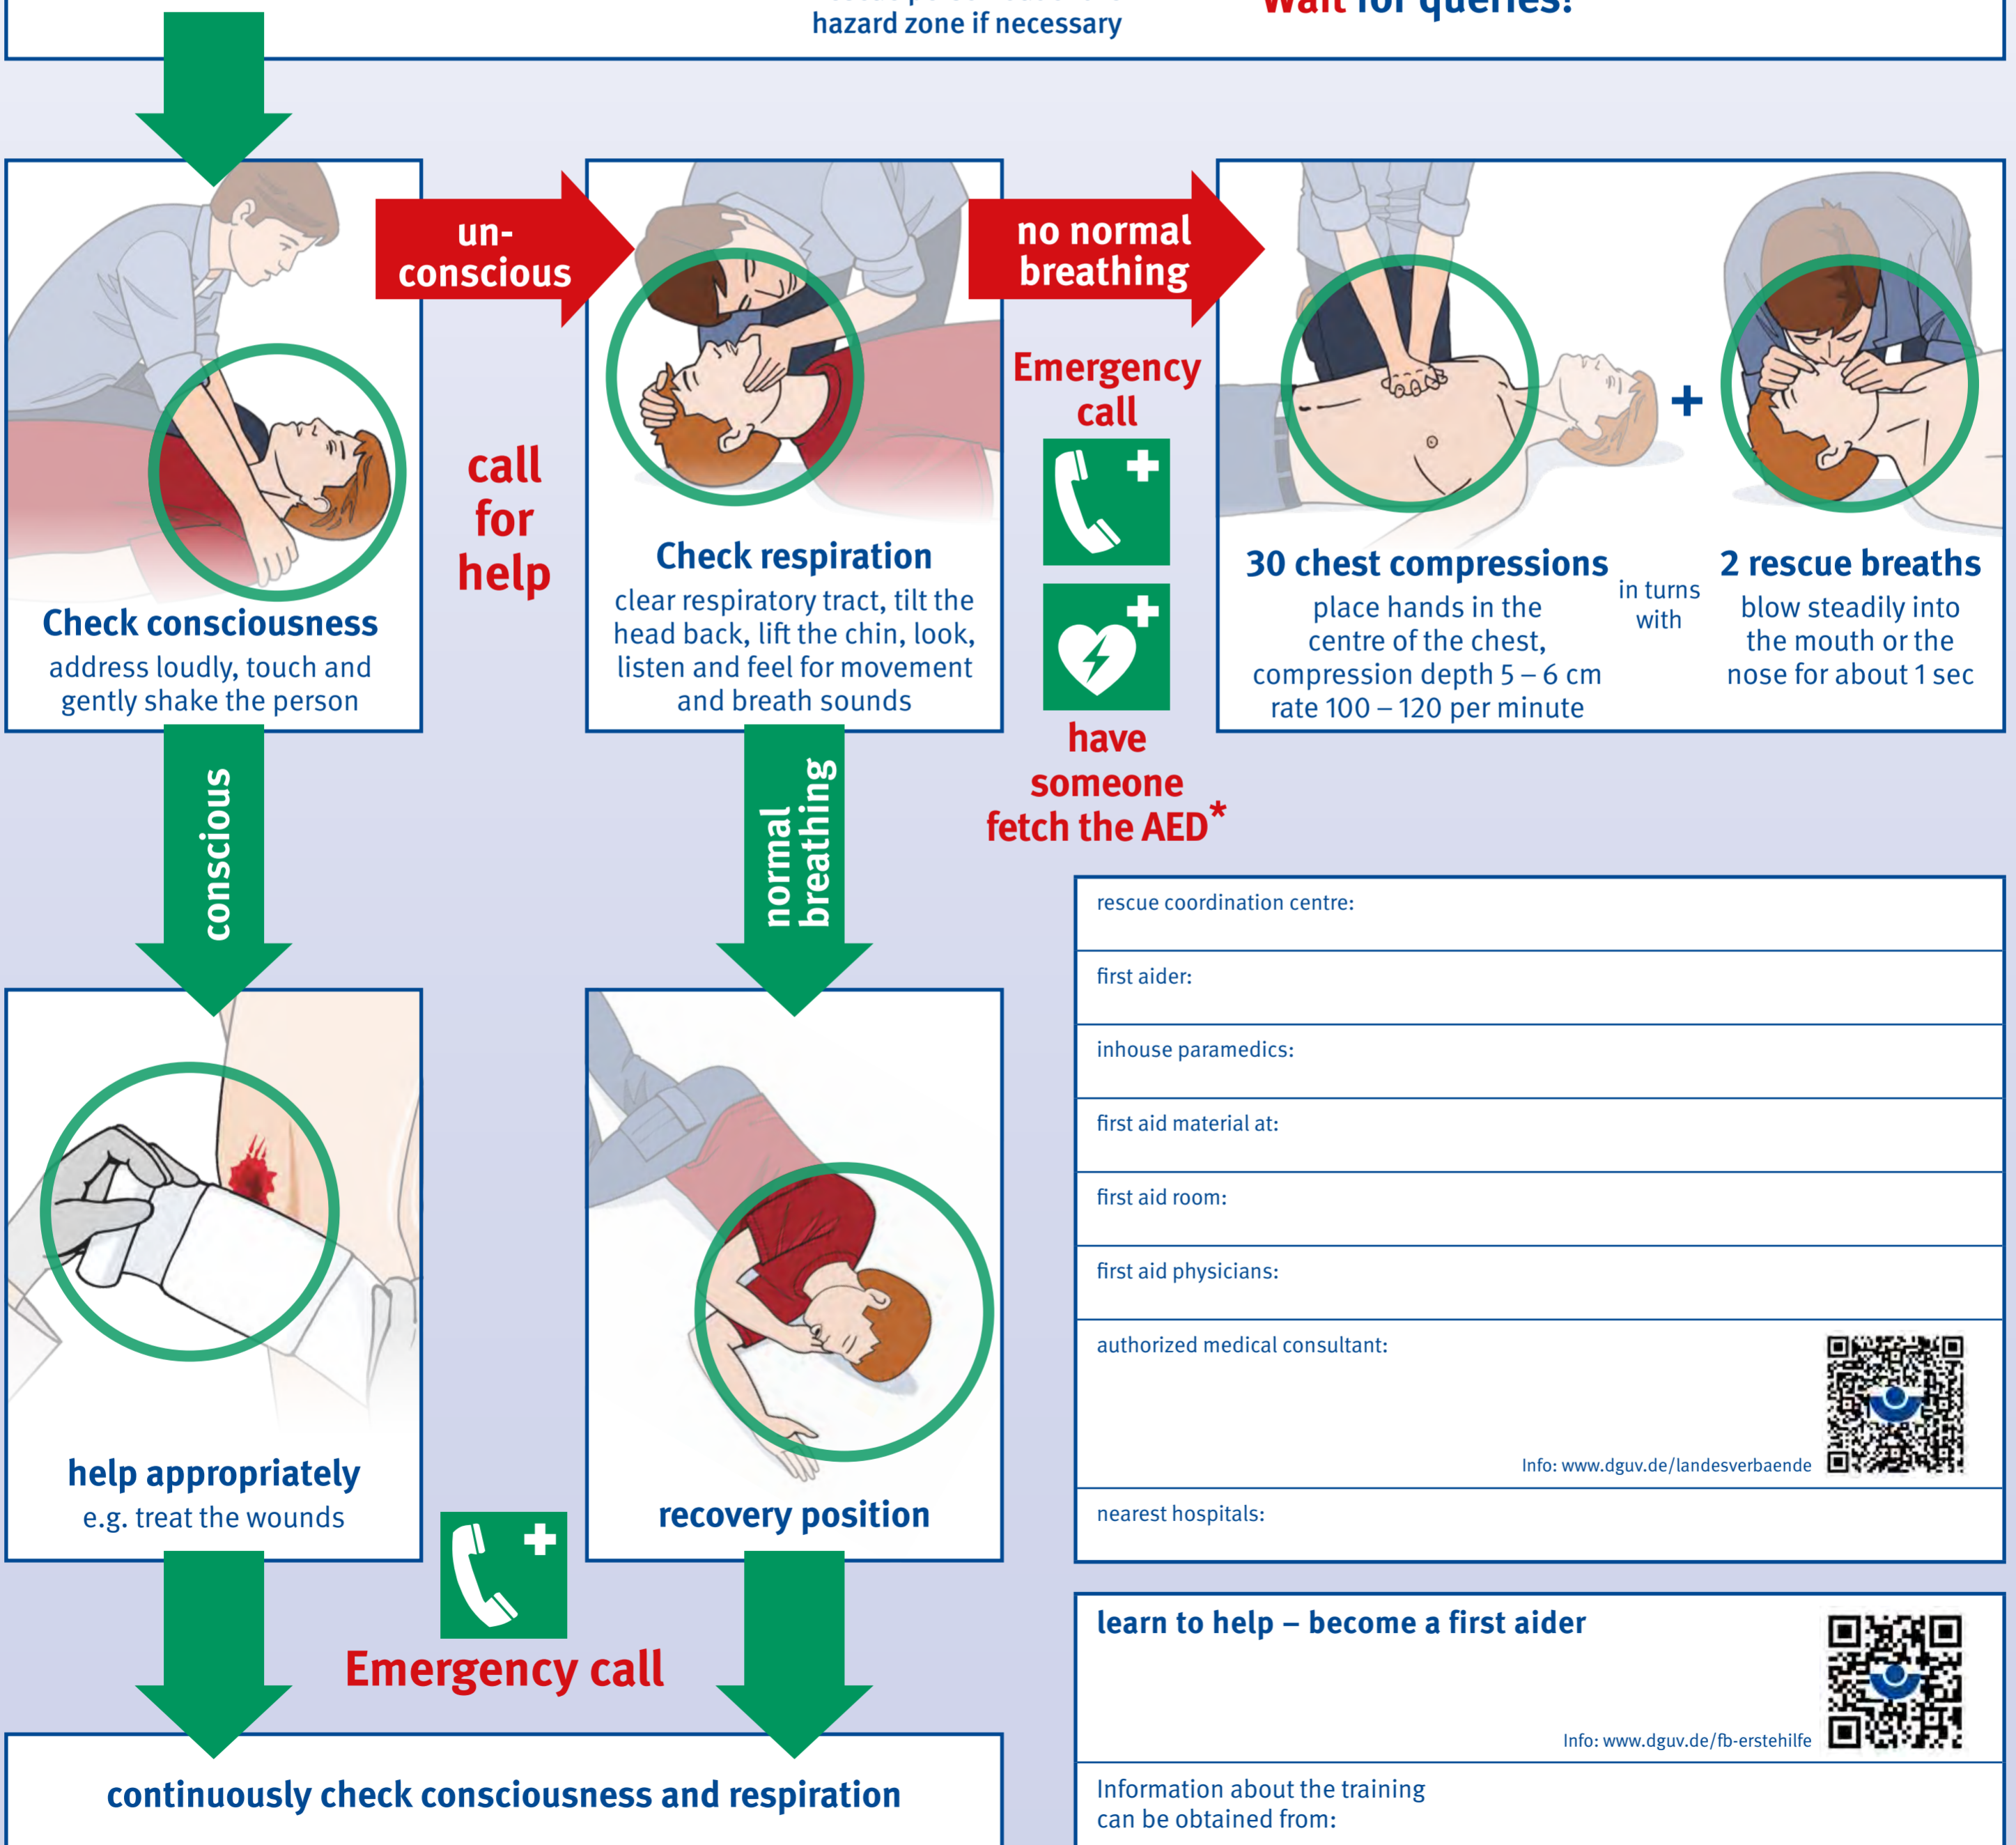 hazard zone if necessary
Wait for queries!
un-
conscious
call
for
help
no normal
breathing
Emergency
call
have
someone
fetch the AED*
Check consciousness
address loudly, touch and
gently shake the person
Check respiration
clear respiratory tract, tilt the
head back, lift the chin, look,
listen and feel for movement
and breath sounds
30 chest compressions
place hands in the
centre of the chest,
compression depth 5 – 6 cm
rate 100 – 120 per minute
in turns
with
2 rescue breaths
blow steadily into
the mouth or the
nose for about 1 sec
conscious
normal
breathing
help appropriately
e.g. treat the wounds
recovery position
Emergency call
continuously check consciousness and respiration
rescue coordination centre:
first aider:
inhouse paramedics:
first aid material at:
first aid room:
first aid physicians:
authorized medical consultant:
Info: www.dguv.de/landesverbaende
nearest hospitals:
learn to help – become a first aider
Info: www.dguv.de/fb-erstehilfe
Information about the training
can be obtained from: